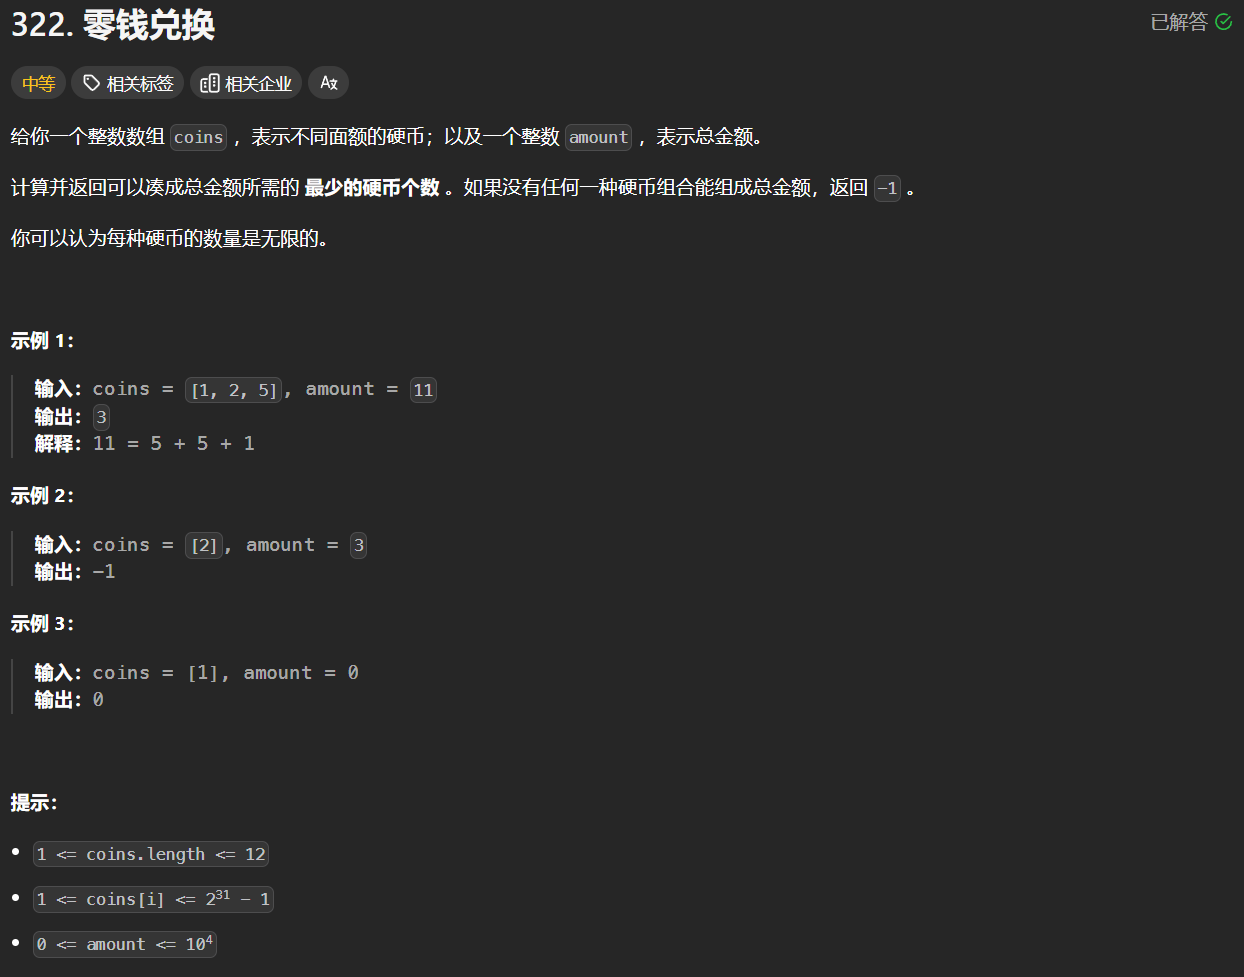 322. 零钱兑换
已解答
中等 相关标签 相关企业 Ax
给你一个整数数组 coins ，表示不同面额的硬币；以及一个整数 amount ，表示总金额。
计算并返回可以凑成总金额所需的 最少的硬币个数 。如果没有任何一种硬币组合能组成总金额，返回 -1 。
你可以认为每种硬币的数量是无限的。
示例 1：
输入：coins = [1, 2, 5], amount = 11
输出：3
解释：11 = 5 + 5 + 1
示例 2：
输入：coins = [2], amount = 3
输出：-1
示例 3：
输入：coins = [1], amount = 0
输出：0
提示：
• 1 <= coins.length <= 12
• 1 <= coins[i] <= 2³¹ - 1
• 0 <= amount <= 10⁴